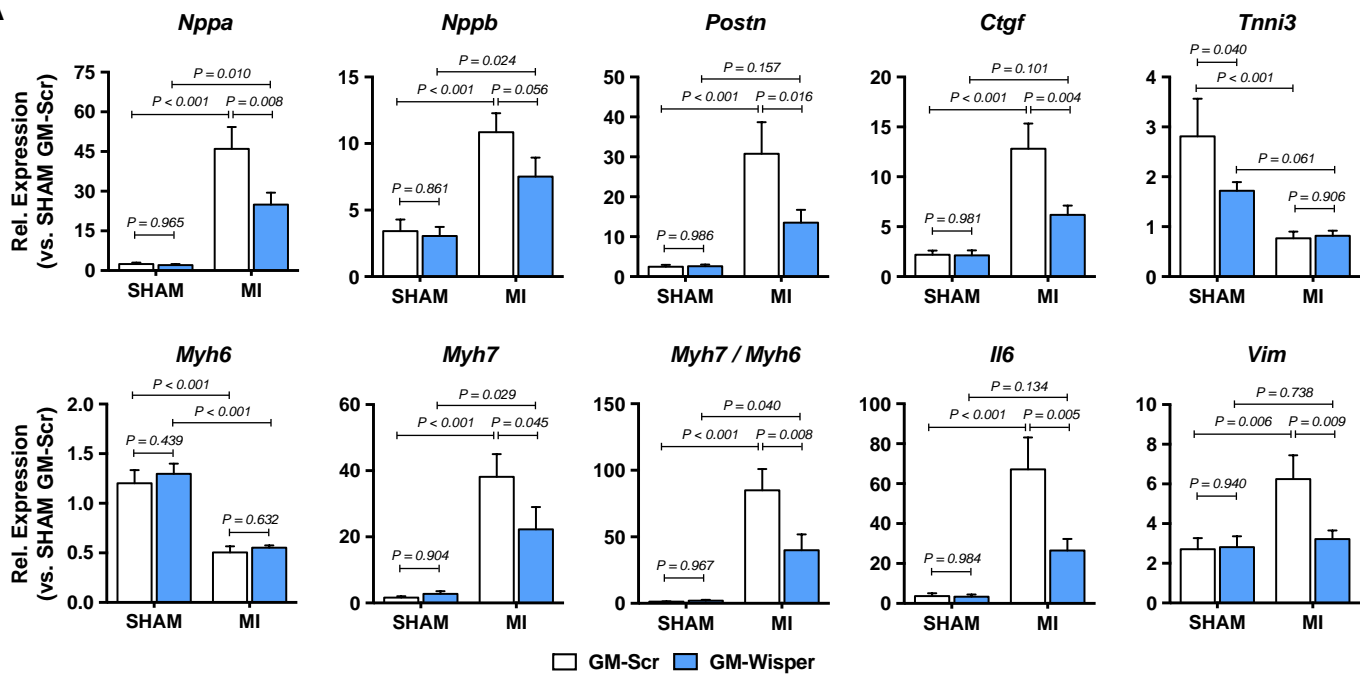 A
Nppa
Nppb
Postn
Ctgf
Tnni3
Rel. Expression
(vs. SHAM GM-Scr)
75
60
45
30
15
0
P = 0.010
P < 0.001
P = 0.008
P = 0.965
SHAM
MI
15
10
5
0
P = 0.024
P < 0.001
P = 0.056
P = 0.861
SHAM
MI
50
40
30
20
10
0
P = 0.157
P < 0.001
P = 0.016
P = 0.986
SHAM
MI
20
15
10
5
0
P = 0.101
P < 0.001
P = 0.004
P = 0.981
SHAM
MI
4
3
2
1
0
P = 0.040
P < 0.001
P = 0.061
P = 0.906
SHAM
MI
Myh6
Myh7
Myh7 / Myh6
Il6
Vim
Rel. Expression
(vs. SHAM GM-Scr)
2.0
1.5
1.0
0.5
0.0
P < 0.001
P < 0.001
P = 0.439
P = 0.632
SHAM
MI
60
40
20
0
P = 0.029
P < 0.001
P = 0.045
P = 0.904
SHAM
MI
150
100
50
0
P = 0.040
P < 0.001
P = 0.008
P = 0.967
SHAM
MI
100
80
60
40
20
0
P = 0.134
P < 0.001
P = 0.005
P = 0.984
SHAM
MI
10
8
6
4
2
0
P = 0.738
P = 0.006
P = 0.009
P = 0.940
SHAM
MI
GM-Scr
GM-Wisper